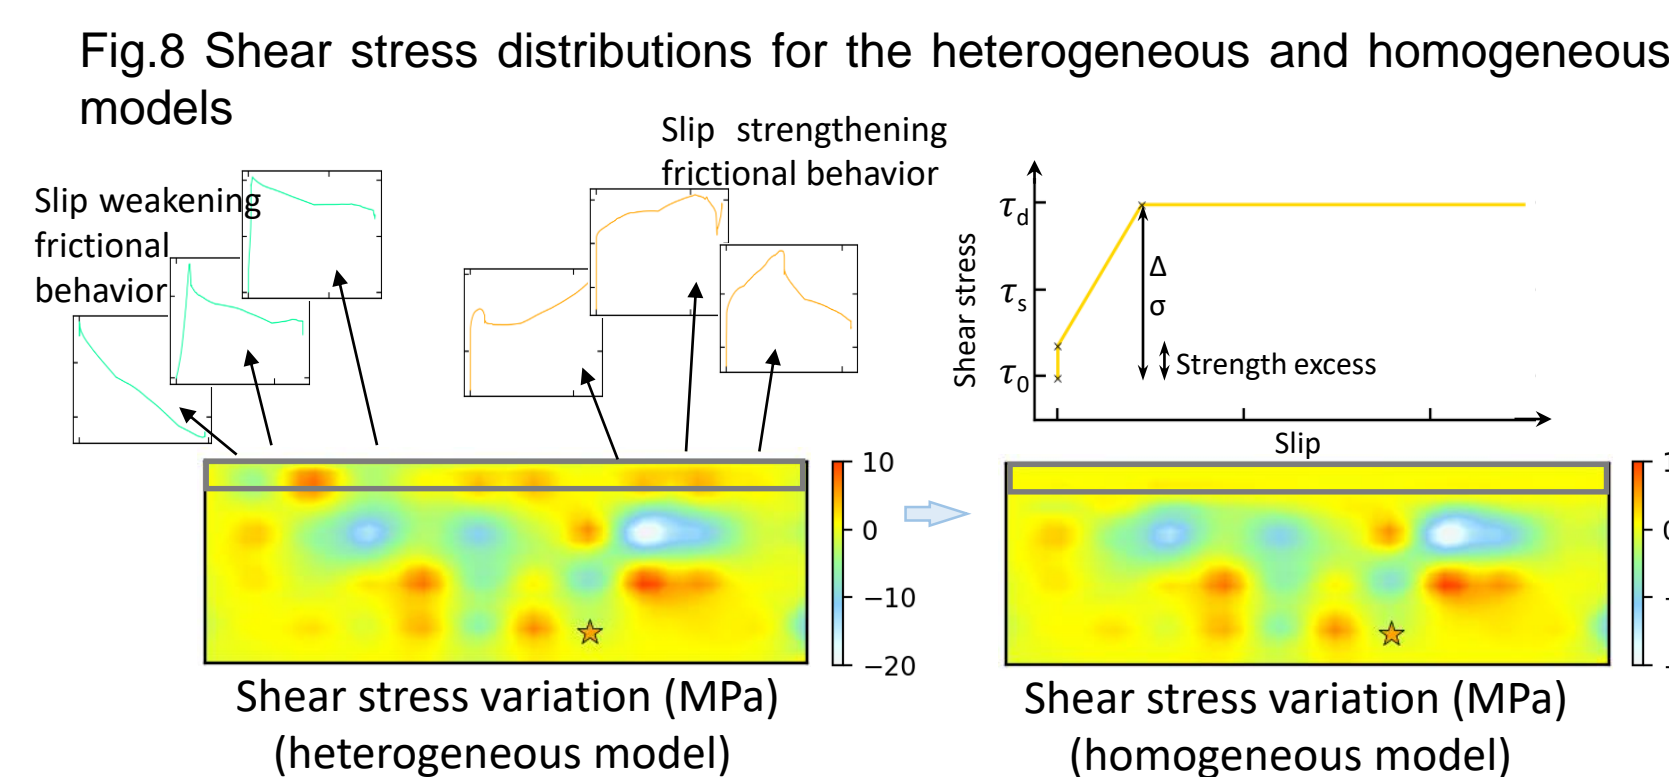 Fig.8 Shear stress distributions for the heterogeneous and homogeneous
models
Slip weakening
frictional
behavior
Slip strengthening
frictional behavior
Shear stress
τd
τs
τ0
Δ
σ
Strength excess
Slip
10
0
−10
−20
Shear stress variation (MPa)
(heterogeneous model)
Shear stress variation (MPa)
(homogeneous model)